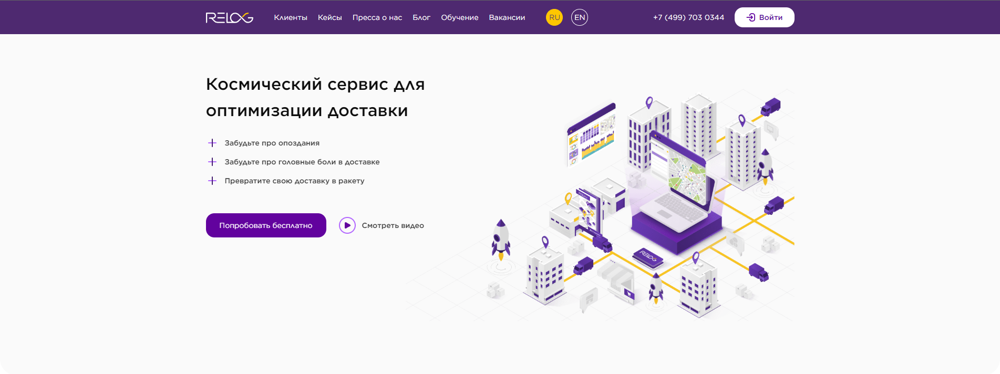 RELOG
Клиенты Кейсы Пресса о нас Блог Обучение Вакансии RU EN +7 (499) 703 0344 Войти
Космический сервис для
оптимизации доставки
Забудьте про опоздания
Забудьте про головные боли в доставке
Превратите свою доставку в ракету
Попробовать бесплатно Смотреть видео
RELOG